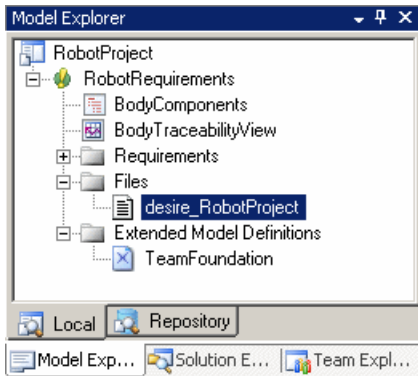 Model Explorer
RobotProject
RobotRequirements
BodyComponents
BodyTraceabilityView
Requirements
Files
desire_RobotProject
Extended Model Definitions
TeamFoundation
Local Repository
Model Exp... Solution E... Team Expl...